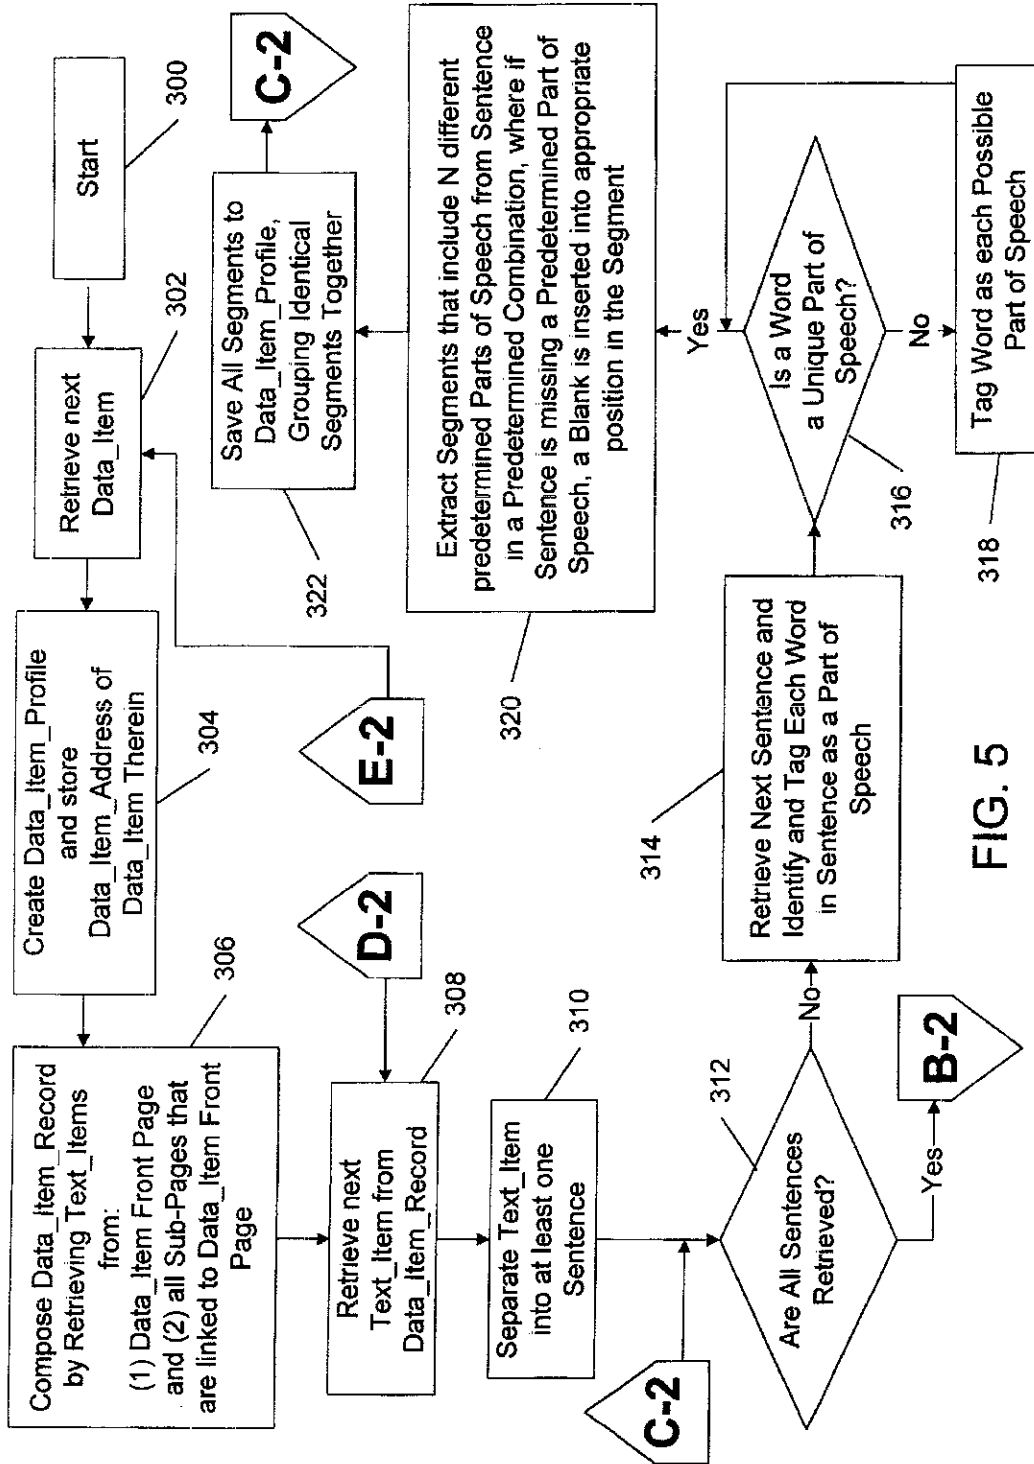 Start
300
Retrieve next
Data_Item
302
Create Data_Item_Profile
and store
Data_Item_Address of
Data_Item Therein
304
Compose Data_Item_Record
by Retrieving Text_Items
from:
(1) Data_Item Front Page
and (2) all Sub-Pages that
are linked to Data_Item Front
Page
306
E-2
D-2
Retrieve next
Text_Item from
Data_Item_Record
308
Separate Text_Item
into at least one
Sentence
310
C-2
Are All Sentences
Retrieved?
312
No
Yes
B-2
Retrieve Next Sentence and
Identify and Tag Each Word
in Sentence as a Part of
Speech
314
Is a Word
a Unique Part of
Speech?
316
No
Yes
Tag Word as each Possible
Part of Speech
318
Extract Segments that include N different
predetermined Parts of Speech from Sentence
in a Predetermined Combination, where if
Sentence is missing a Predetermined Part of
Speech, a Blank is inserted into appropriate
position in the Segment
320
Save All Segments to
Data_Item_Profile,
Grouping Identical
Segments Together
322
C-2
FIG. 5